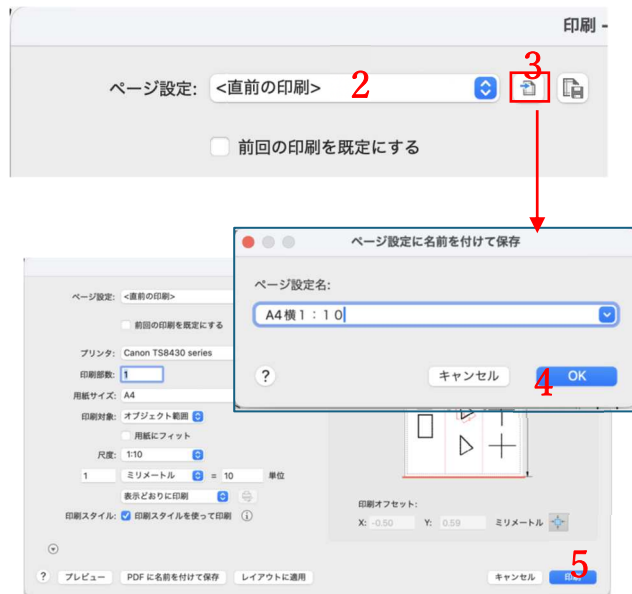 印刷 -
3
ページ設定: <直前の印刷> 2
前回の印刷を既定にする
ページ設定に名前を付けて保存
ページ設定名:
A4横1：10
? キャンセル 4 OK
ページ設定: <直前の印刷>
前回の印刷を既定にする
プリンタ: Canon TS8430 series
印刷部数: 1
用紙サイズ: A4
印刷対象: オブジェクト範囲
用紙にフィット
尺度: 1:10
1 ミリメートル = 10 単位
表示どおりに印刷
印刷スタイル: 印刷スタイルを使って印刷
印刷オフセット:
X: -0.50 Y: 0.59 ミリメートル
5
? プレビュー PDF に名前を付けて保存 レイアウトに適用 キャンセル